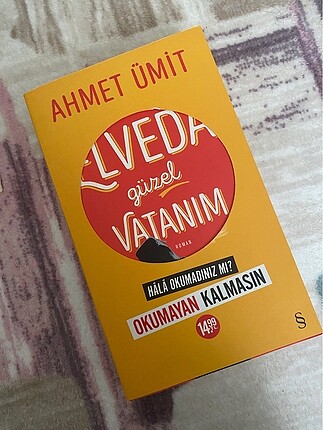 AHMET ÜMİT
ELVEDA
güzel
VATANIM
ROMAN
HÂLÂ OKUMADINIZ MI?
OKUMAYAN KALMASIN
14.99